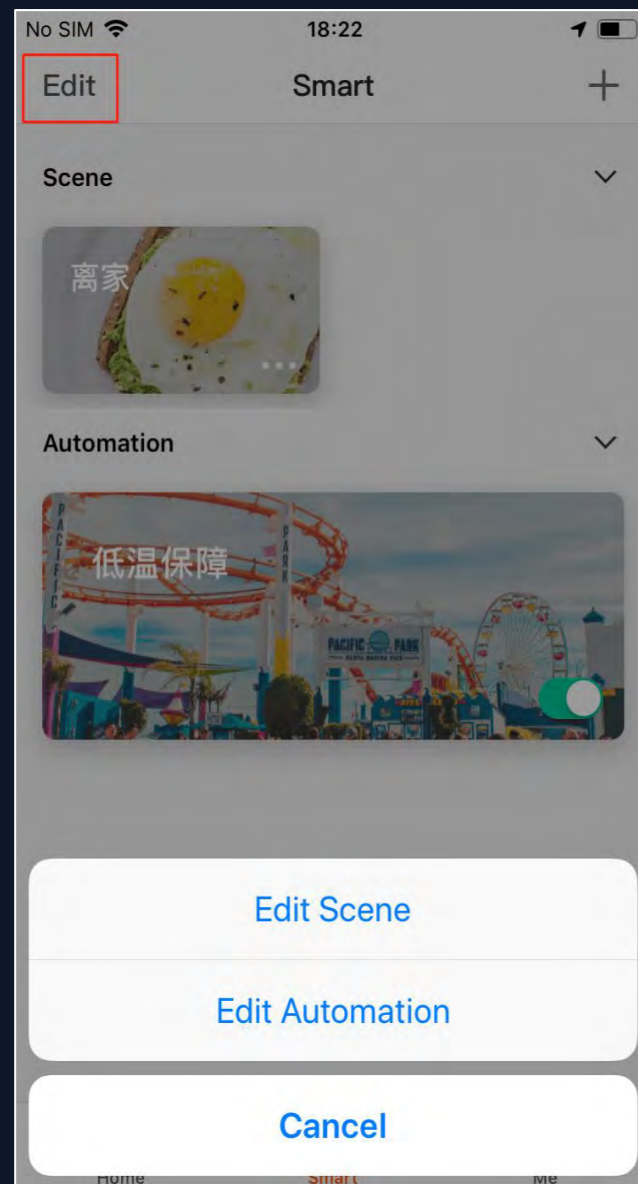 No SIM
18:22
Edit
Smart
Scene
离家
Automation
PACIFIC
PARK
低温保障
PACIFIC PARK
Edit Scene
Edit Automation
Cancel
Home
Smart
Me